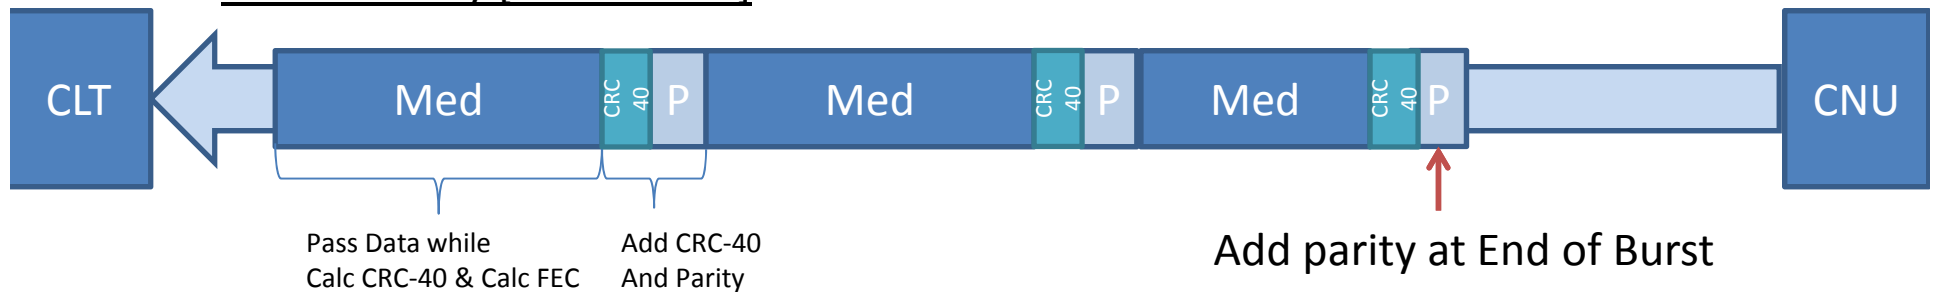 CLT
Med
CRC
40
P
Med
CRC
40
P
Med
CRC
40
P
CNU
Pass Data while
Calc CRC-40 & Calc FEC
Add CRC-40
And Parity
Add parity at End of Burst